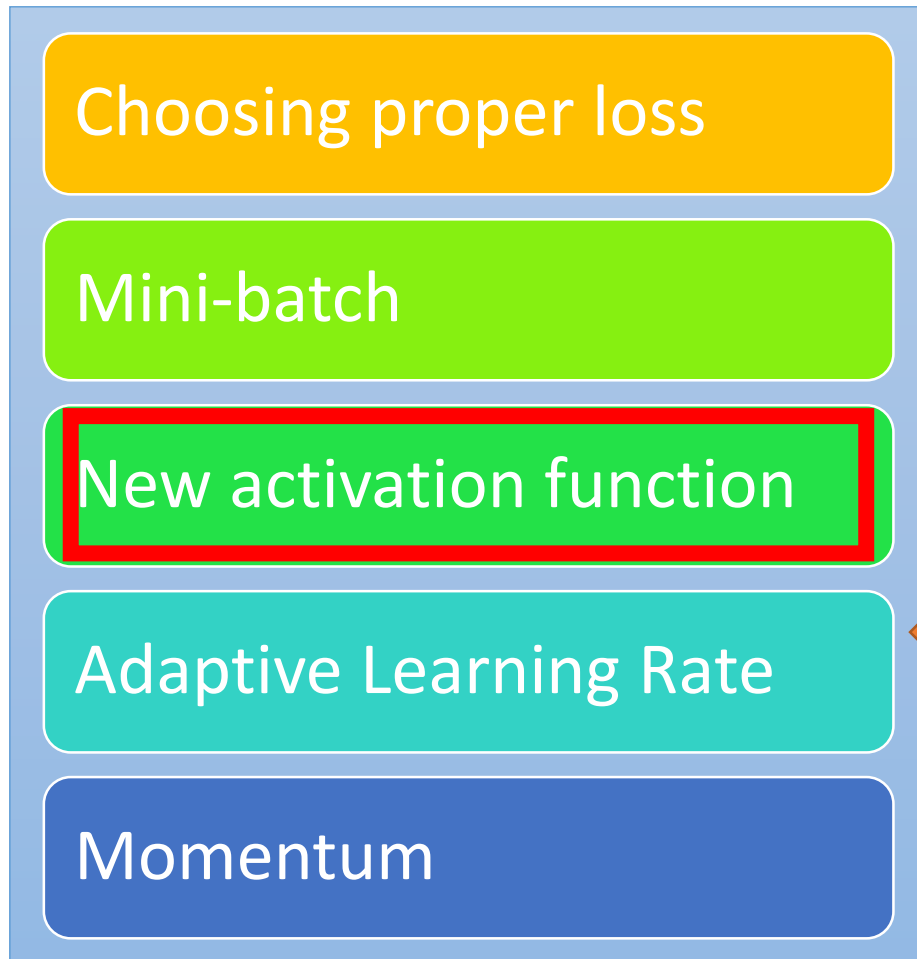 Choosing proper loss
Mini-batch
New activation function
Adaptive Learning Rate
Momentum